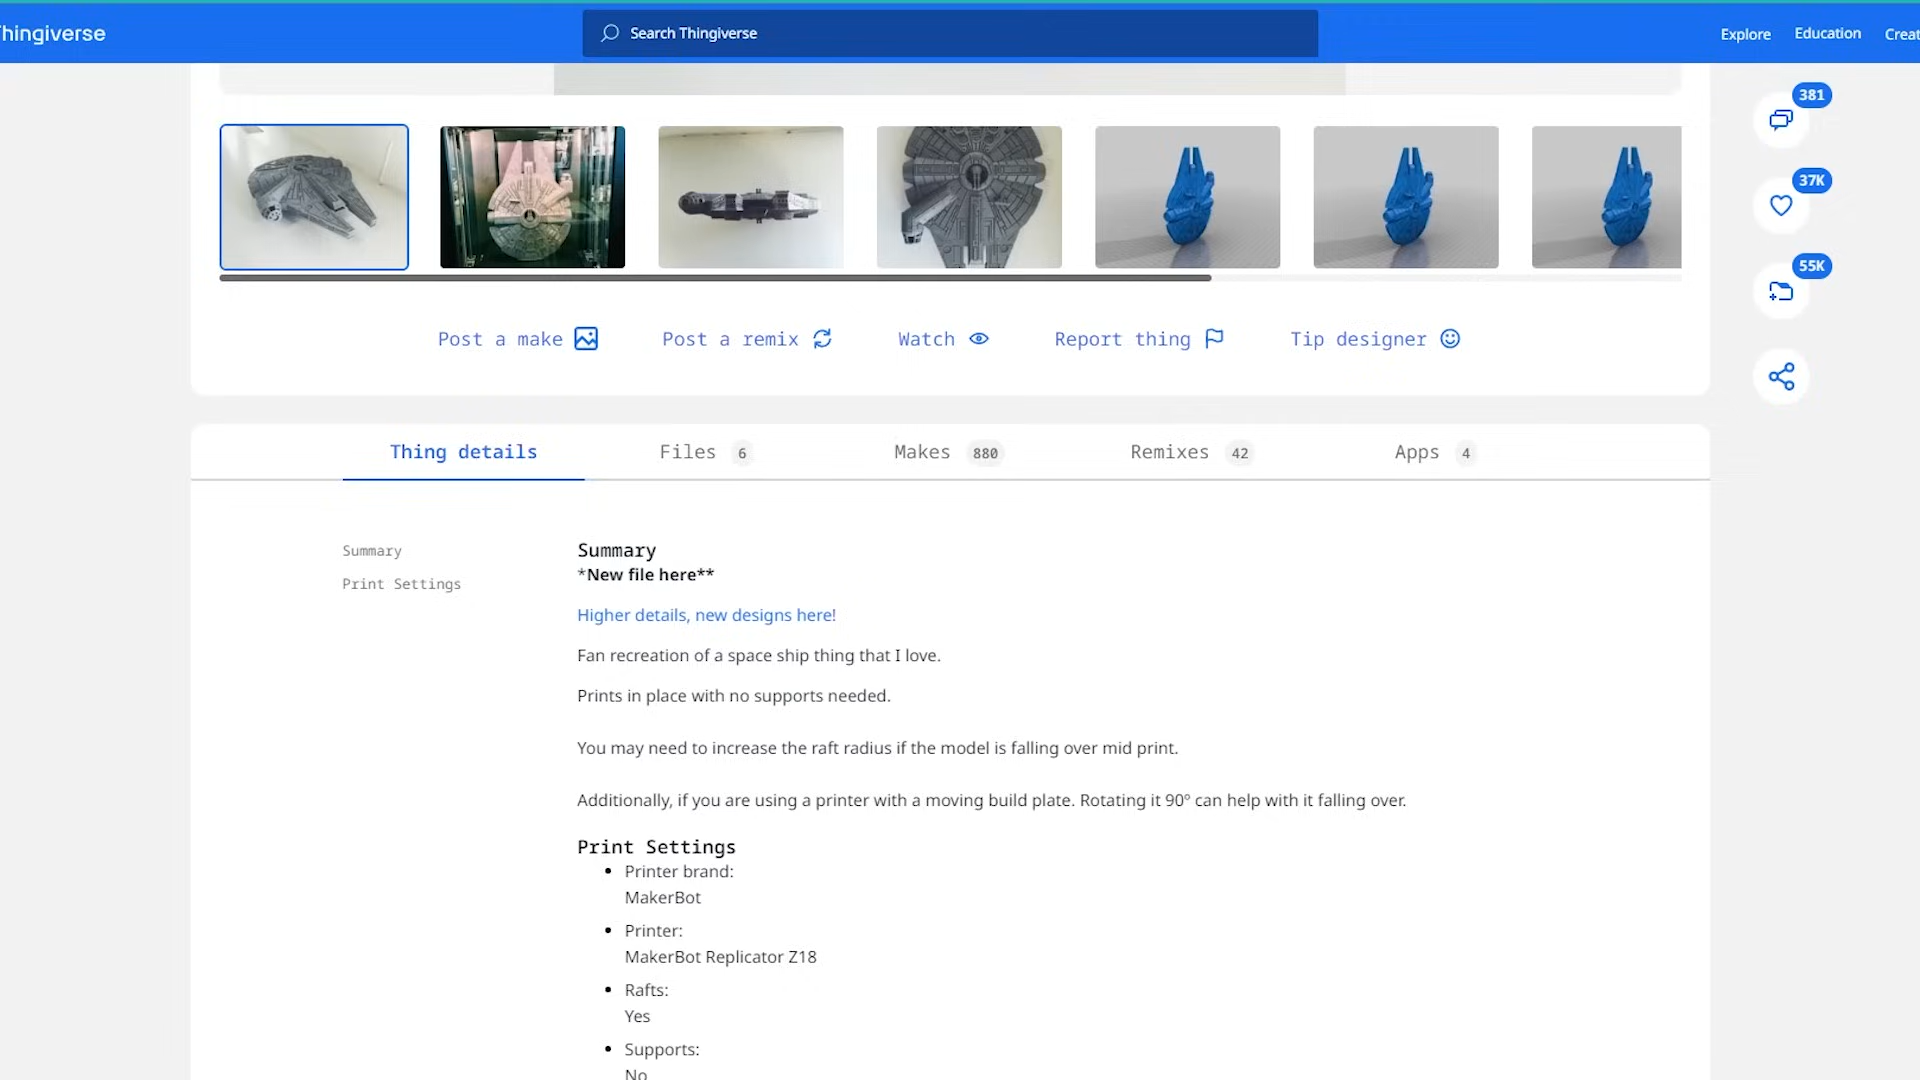 hingiverse
Search Thingiverse
Explore
Education
Creat
381
37K
55K
Post a make
Post a remix
Watch
Report thing
Tip designer
Thing details
Files 6
Makes 880
Remixes 42
Apps 4
Summary
Print Settings
Summary
*New file here**
Higher details, new designs here!
Fan recreation of a space ship thing that I love.
Prints in place with no supports needed.
You may need to increase the raft radius if the model is falling over mid print.
Additionally, if you are using a printer with a moving build plate. Rotating it 90º can help with it falling over.
Print Settings
Printer brand:
MakerBot
Printer:
MakerBot Replicator Z18
Rafts:
Yes
Supports:
No